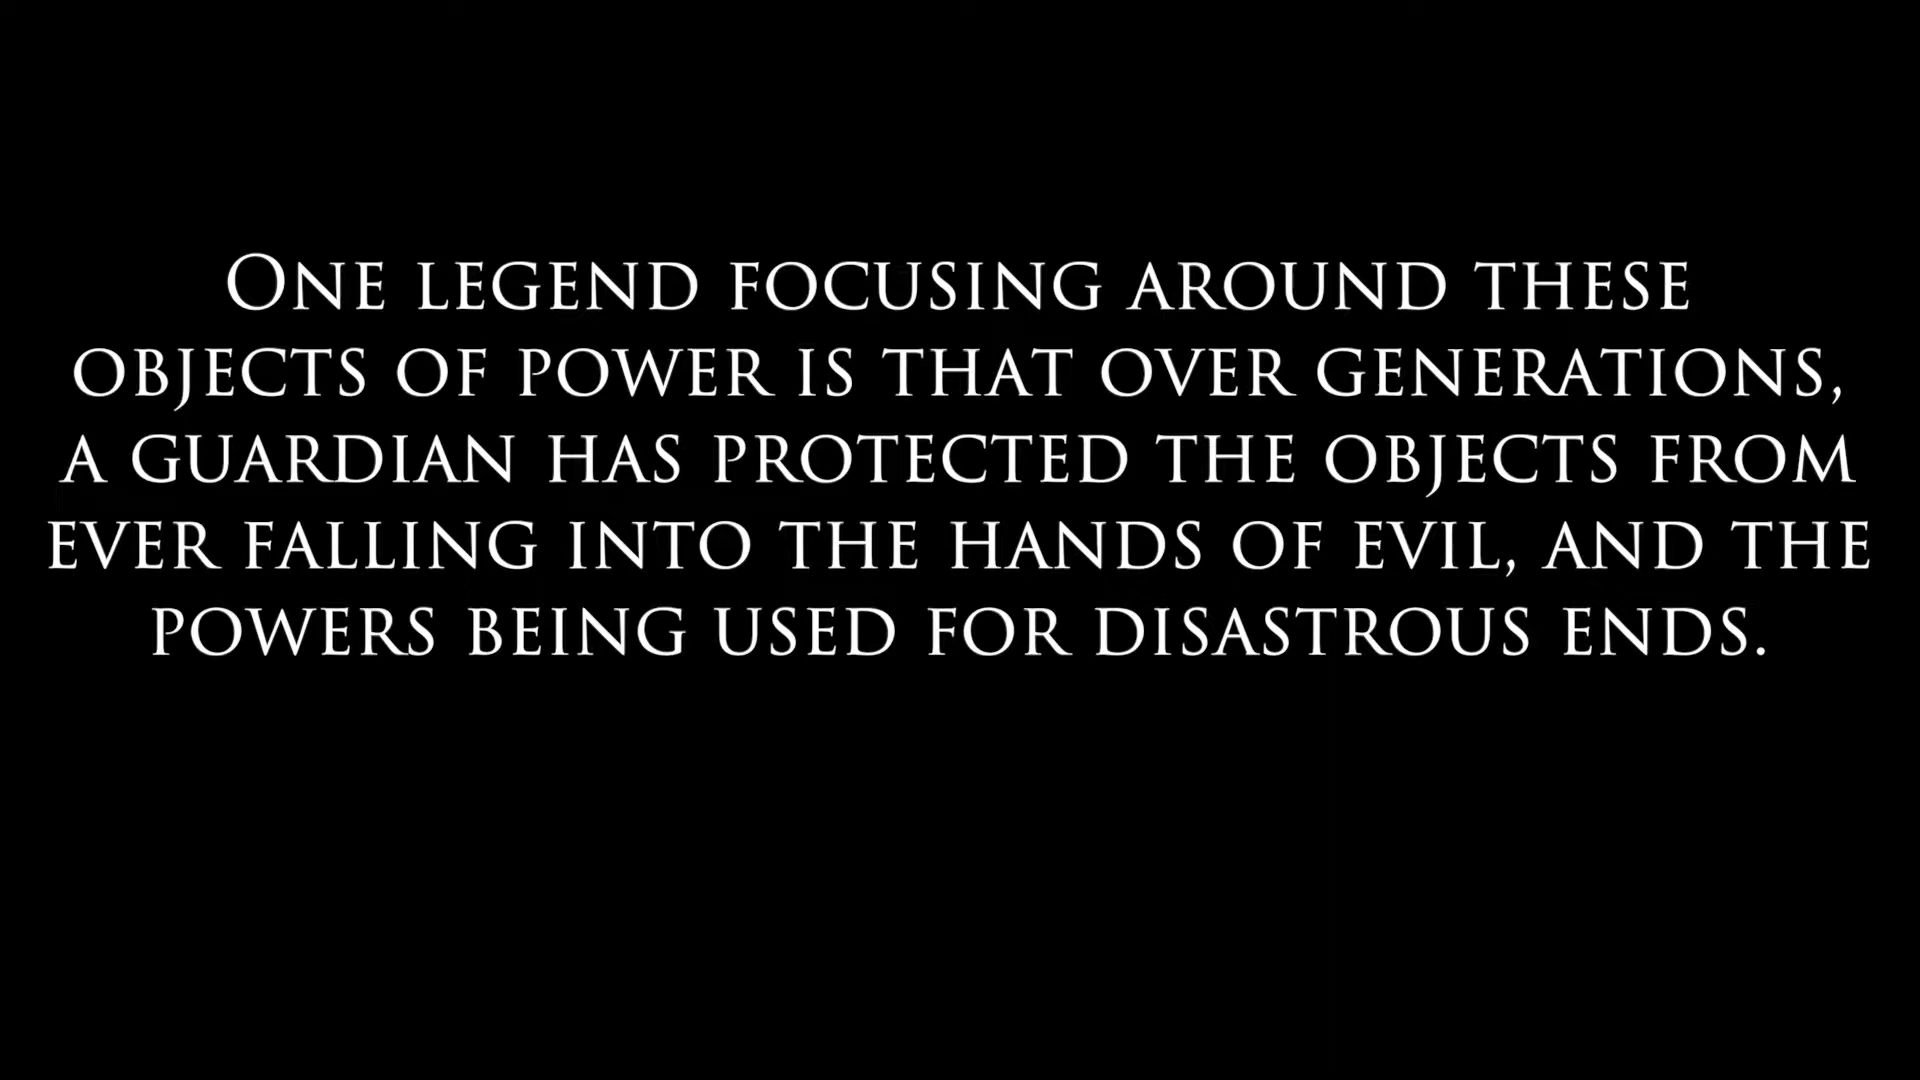 One legend focusing around these
objects of power is that over generations,
a guardian has protected the objects from
ever falling into the hands of evil, and the
powers being used for disastrous ends.